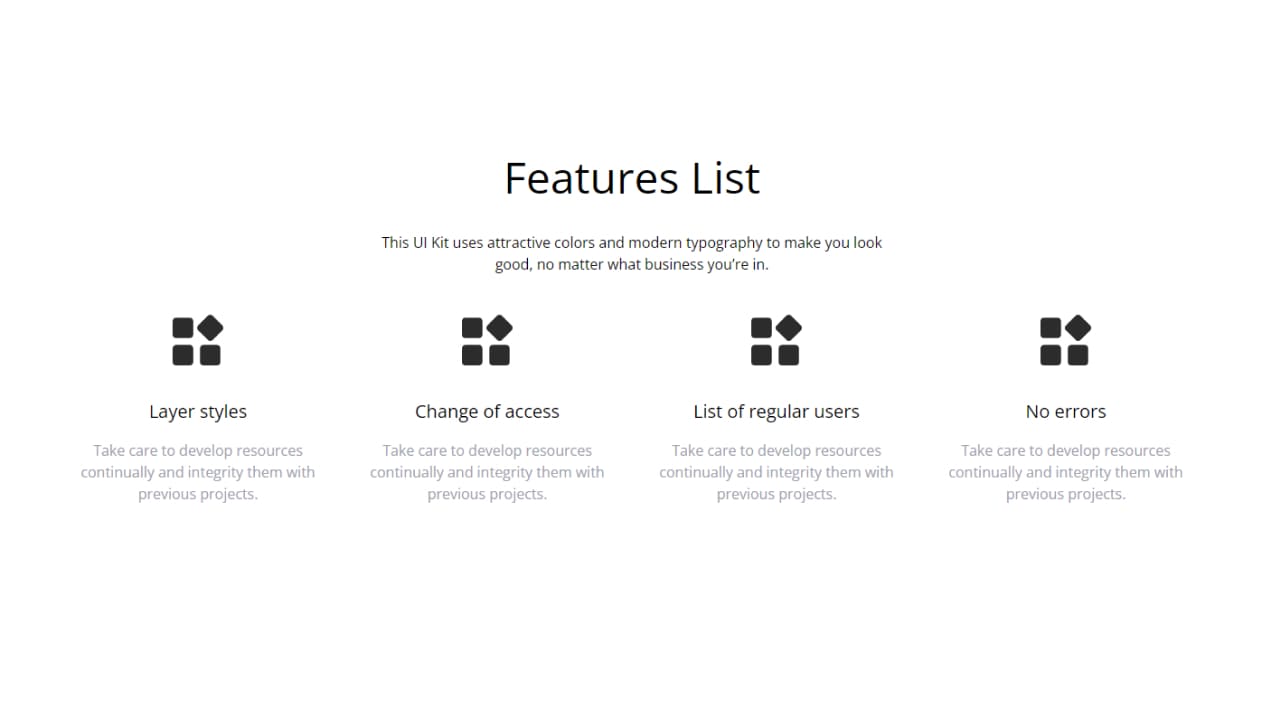 Features List
This UI Kit uses attractive colors and modern typography to make you look
good, no matter what business you’re in.
Layer styles
Take care to develop resources
continually and integrity them with
previous projects.
Change of access
Take care to develop resources
continually and integrity them with
previous projects.
List of regular users
Take care to develop resources
continually and integrity them with
previous projects.
No errors
Take care to develop resources
continually and integrity them with
previous projects.